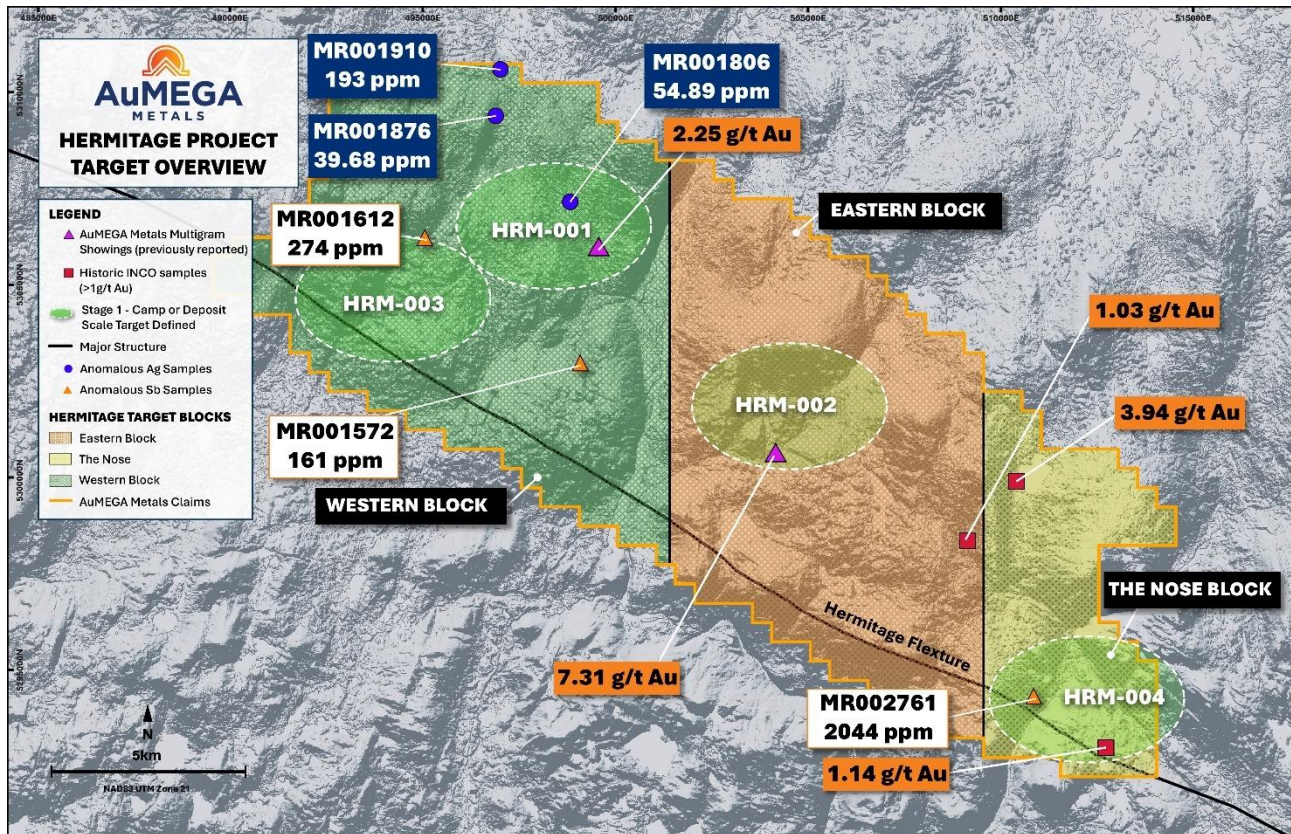 485000E
490000E
495000E
500000E
505000E
510000E
515000E
5310000N
5305000N
5300000N
5295000N
AuMEGA
METALS
HERMITAGE PROJECT
TARGET OVERVIEW
LEGEND
AuMEGA Metals Multigram
Showings (previously reported)
Historic INCO samples
(>1g/t Au)
Stage 1 - Camp or Deposit
Scale Target Defined
Major Structure
Anomalous Ag Samples
Anomalous Sb Samples
HERMITAGE TARGET BLOCKS
Eastern Block
The Nose
Western Block
AuMEGA Metals Claims
MR001910
193 ppm
MR001876
39.68 ppm
MR001806
54.89 ppm
2.25 g/t Au
MR001612
274 ppm
HRM-001
HRM-003
EASTERN BLOCK
1.03 g/t Au
3.94 g/t Au
HRM-002
MR001572
161 ppm
WESTERN BLOCK
THE NOSE BLOCK
Hermitage Flexture
7.31 g/t Au
MR002761
2044 ppm
HRM-004
1.14 g/t Au
N
5km
NAD83 UTM Zone 21